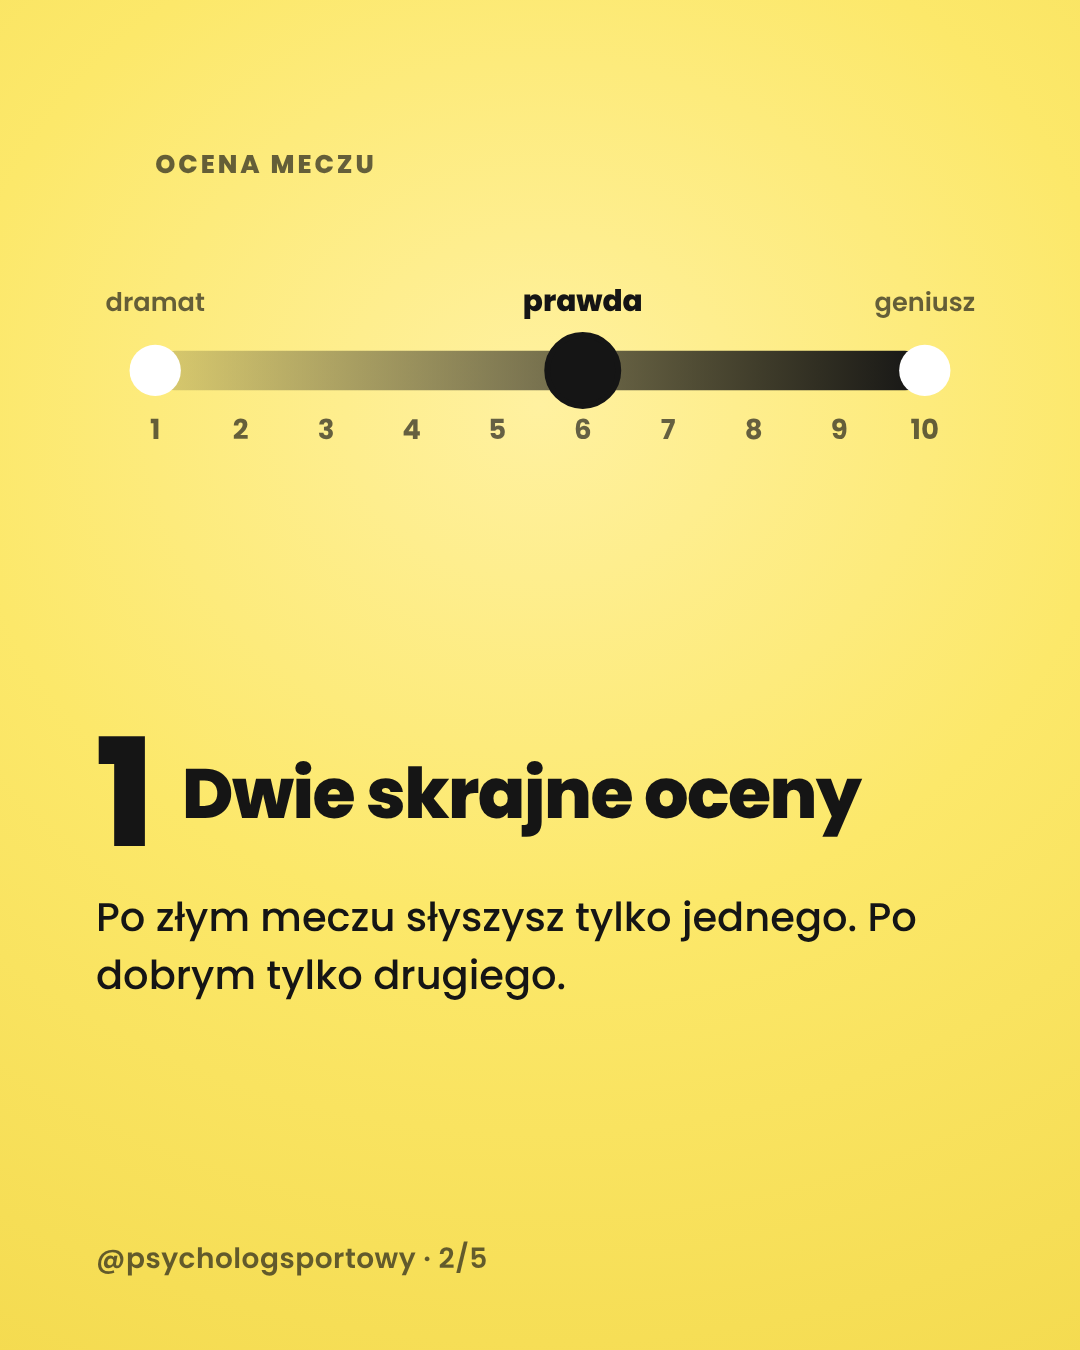 OCENA MECZU
dramat prawda geniusz
1 2 3 4 5 6 7 8 9 10
1 Dwie skrajne oceny
Po złym meczu słyszysz tylko jednego. Po
dobrym tylko drugiego.
@psychologsportowy · 2/5